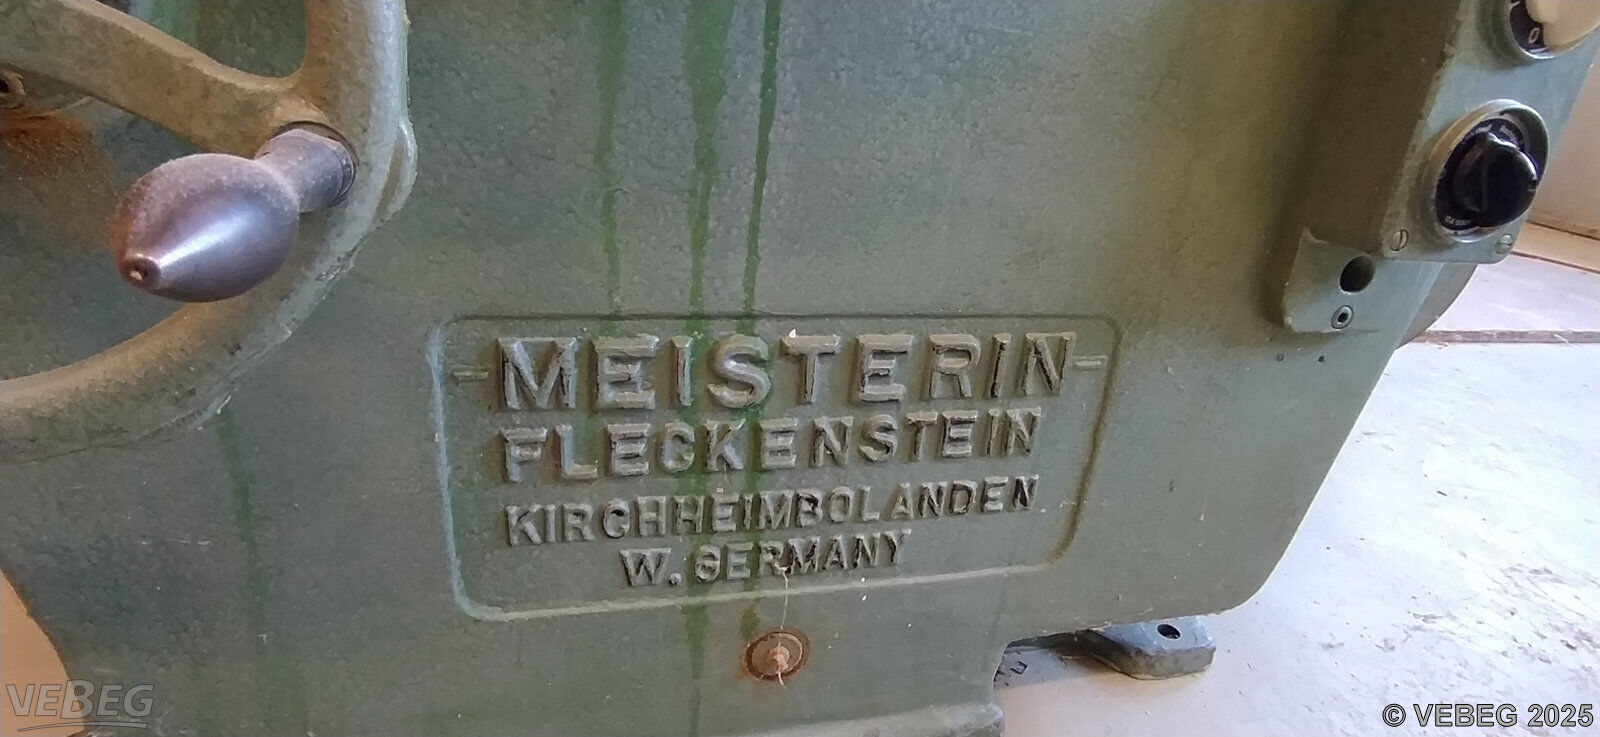 -MEISTERIN-
FLECKENSTEIN
KIRCHHEIMBOLANDEN
W. GERMANY
VEBEG
© VEBEG 2025